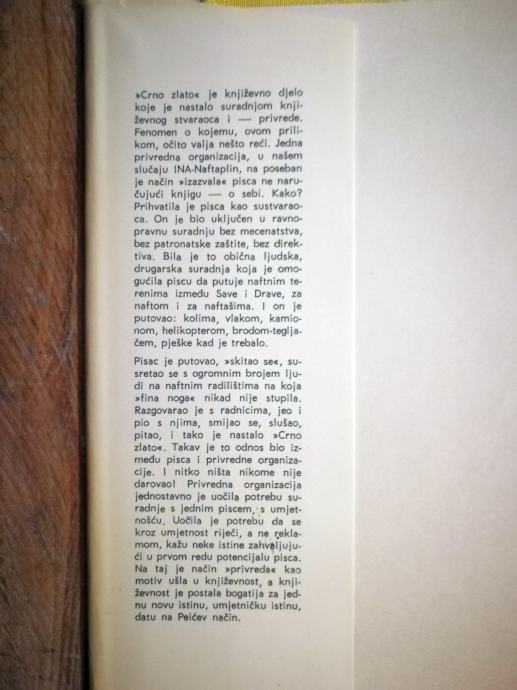 »Crno zlato« je književno djelo
koje je nastalo suradnjom knji-
ževnog stvaraoca i — privrede.
Fenomen o kojemu, ovom prili-
kom, očito valja nešto reći. Jedna
privredna organizacija, u našem
slučaju INA-Naftaplin, na poseban
je način »izazvala« pisca ne naru-
čujući knjigu — o sebi. Kako?
Prihvatila je pisca kao sustvarao-
ca. On je bio uključen u ravno-
pravnu suradnju bez mecenatstva,
bez patronatske zaštite, bez direk-
tiva. Bila je to obična ljudska,
drugarska suradnja koja je omo-
gućila piscu da putuje naftnim te-
renima između Save i Drave, za
naftom i za naftašima. I on je
putovao: kolima, vlakom, kamio-
nom, helikopterom, brodom-teglja-
čem, pješke kad je trebalo.
Pisac je putovao, »skitao se«, su-
sretao se s ogromnim brojem lju-
di na naftnim radilištima na koja
»fina noga« nikad nije stupila.
Razgovarao je s radnicima, jeo i
pio s njima, smijao se, slušao,
pitao, i tako je nastalo »Crno
zlato«. Takav je to odnos bio iz-
među pisca i privredne organiza-
cije. I nitko ništa nikome nije
darovao! Privredna organizacija
jednostavno je uočila potrebu su-
radnje s jednim piscem, s umjet-
nošću. Uočila je potrebu da se
kroz umjetnost riječi, a ne rekla-
mom, kažu neke istine zahvaljuju-
ći u prvom redu potencijalu pisca.
Na taj je način »privreda« kao
motiv ušla u književnost, a knji-
ževnost je postala bogatija za jed-
nu novu istinu, umjetničku istinu,
datu na Peićev način.